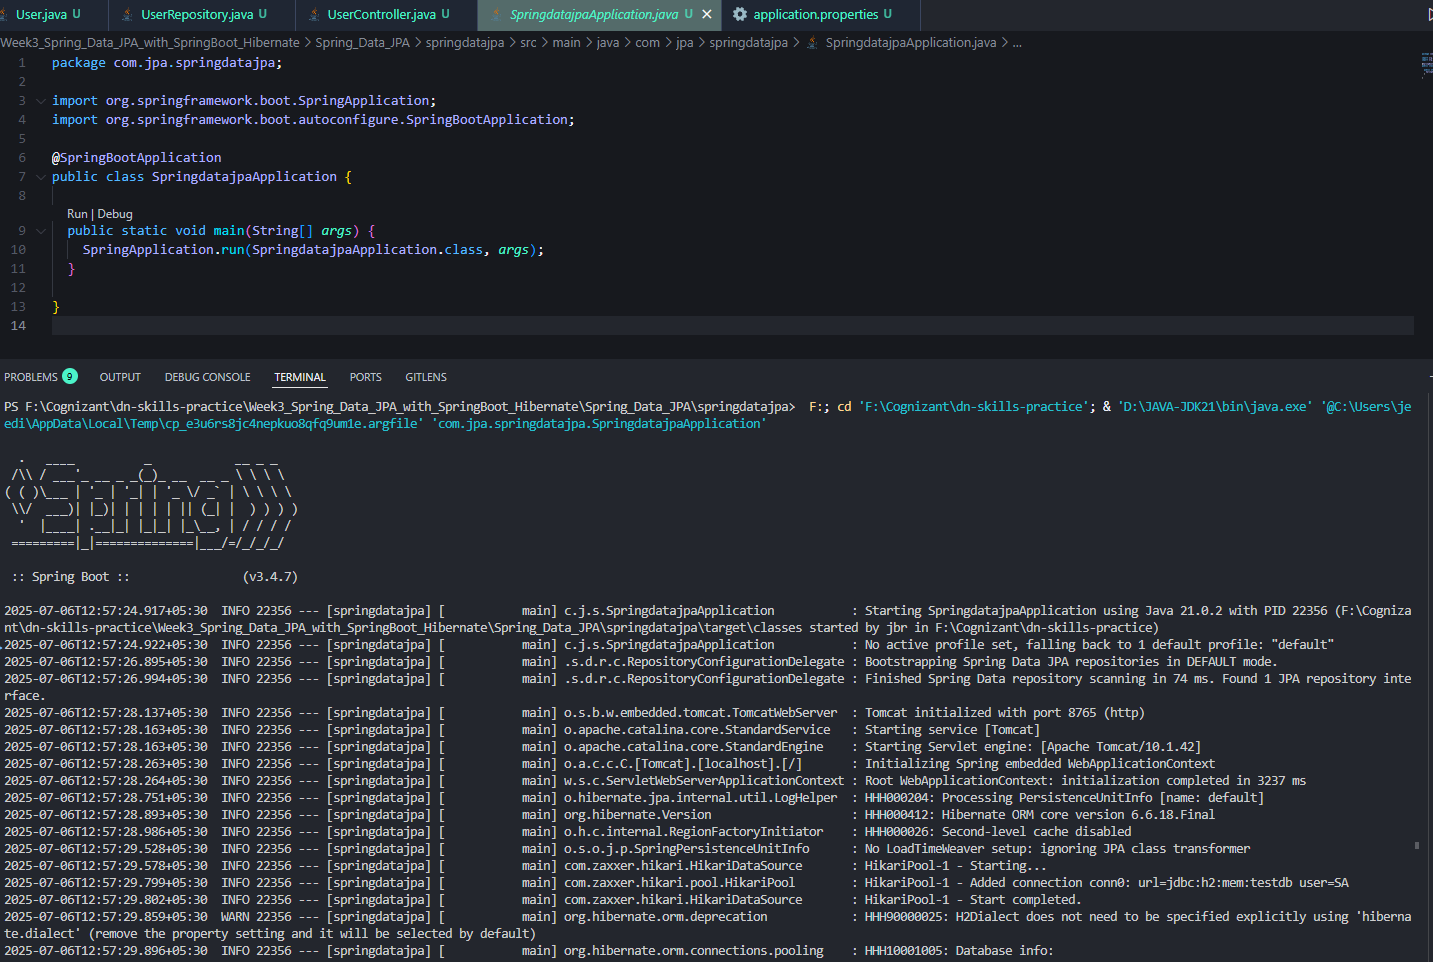 User.java U UserRepository.java U UserController.java U SpringdatajpaApplication.java U × application.properties U
Week3_Spring_Data_JPA_with_SpringBoot_Hibernate > Spring_Data_JPA > springdatajpa > src > main > java > com > jpa > springdatajpa > SpringdatajpaApplication.java > ...
1 package com.jpa.springdatajpa;
2
3 import org.springframework.boot.SpringApplication;
4 import org.springframework.boot.autoconfigure.SpringBootApplication;
5
6 @SpringBootApplication
7 public class SpringdatajpaApplication {
8
Run | Debug
9 public static void main(String[] args) {
10 SpringApplication.run(SpringdatajpaApplication.class, args);
11 }
12
13 }
14
PROBLEMS 9 OUTPUT DEBUG CONSOLE TERMINAL PORTS GITLENS
PS F:\Cognizant\dn-skills-practice\Week3_Spring_Data_JPA_with_SpringBoot_Hibernate\Spring_Data_JPA\springdatajpa>  F:; cd 'F:\Cognizant\dn-skills-practice'; & 'D:\JAVA-JDK21\bin\java.exe' '@C:\Users\je
edi\AppData\Local\Temp\cp_e3u6rs8jc4nepkuo8qfq9um1e.argfile' 'com.jpa.springdatajpa.SpringdatajpaApplication'
  .   ____          _            __ _ _
 /\\ / ___'_ __ _ _(_)_ __  __ _ \ \ \ \
( ( )\___ | '_ | '_| | '_ \/ _` | \ \ \ \
 \\/  ___)| |_)| | | | | || (_| |  ) ) ) )
  '  |____| .__|_| |_|_| |_\__, | / / / /
 =========|_|==============|___/=/_/_/_/
 :: Spring Boot ::                (v3.4.7)
2025-07-06T12:57:24.917+05:30  INFO 22356 --- [springdatajpa] [           main] c.j.s.SpringdatajpaApplication           : Starting SpringdatajpaApplication using Java 21.0.2 with PID 22356 (F:\Cogniza
nt\dn-skills-practice\Week3_Spring_Data_JPA_with_SpringBoot_Hibernate\Spring_Data_JPA\springdatajpa\target\classes started by jbr in F:\Cognizant\dn-skills-practice)
2025-07-06T12:57:24.922+05:30  INFO 22356 --- [springdatajpa] [           main] c.j.s.SpringdatajpaApplication           : No active profile set, falling back to 1 default profile: "default"
2025-07-06T12:57:26.895+05:30  INFO 22356 --- [springdatajpa] [           main] .s.d.r.c.RepositoryConfigurationDelegate : Bootstrapping Spring Data JPA repositories in DEFAULT mode.
2025-07-06T12:57:26.994+05:30  INFO 22356 --- [springdatajpa] [           main] .s.d.r.c.RepositoryConfigurationDelegate : Finished Spring Data repository scanning in 74 ms. Found 1 JPA repository inte
rface.
2025-07-06T12:57:28.137+05:30  INFO 22356 --- [springdatajpa] [           main] o.s.b.w.embedded.tomcat.TomcatWebServer  : Tomcat initialized with port 8765 (http)
2025-07-06T12:57:28.163+05:30  INFO 22356 --- [springdatajpa] [           main] o.apache.catalina.core.StandardService   : Starting service [Tomcat]
2025-07-06T12:57:28.163+05:30  INFO 22356 --- [springdatajpa] [           main] o.apache.catalina.core.StandardEngine    : Starting Servlet engine: [Apache Tomcat/10.1.42]
2025-07-06T12:57:28.263+05:30  INFO 22356 --- [springdatajpa] [           main] o.a.c.c.C.[Tomcat].[localhost].[/]       : Initializing Spring embedded WebApplicationContext
2025-07-06T12:57:28.264+05:30  INFO 22356 --- [springdatajpa] [           main] w.s.c.ServletWebServerApplicationContext : Root WebApplicationContext: initialization completed in 3237 ms
2025-07-06T12:57:28.751+05:30  INFO 22356 --- [springdatajpa] [           main] o.hibernate.jpa.internal.util.LogHelper  : HHH000204: Processing PersistenceUnitInfo [name: default]
2025-07-06T12:57:28.893+05:30  INFO 22356 --- [springdatajpa] [           main] org.hibernate.Version                    : HHH000412: Hibernate ORM core version 6.6.18.Final
2025-07-06T12:57:28.986+05:30  INFO 22356 --- [springdatajpa] [           main] o.h.c.internal.RegionFactoryInitiator    : HHH000026: Second-level cache disabled
2025-07-06T12:57:29.528+05:30  INFO 22356 --- [springdatajpa] [           main] o.s.o.j.p.SpringPersistenceUnitInfo      : No LoadTimeWeaver setup: ignoring JPA class transformer
2025-07-06T12:57:29.578+05:30  INFO 22356 --- [springdatajpa] [           main] com.zaxxer.hikari.HikariDataSource       : HikariPool-1 - Starting...
2025-07-06T12:57:29.799+05:30  INFO 22356 --- [springdatajpa] [           main] com.zaxxer.hikari.pool.HikariPool        : HikariPool-1 - Added connection conn0: url=jdbc:h2:mem:testdb user=SA
2025-07-06T12:57:29.802+05:30  INFO 22356 --- [springdatajpa] [           main] com.zaxxer.hikari.HikariDataSource       : HikariPool-1 - Start completed.
2025-07-06T12:57:29.859+05:30  WARN 22356 --- [springdatajpa] [           main] org.hibernate.orm.deprecation            : HHH90000025: H2Dialect does not need to be specified explicitly using 'hiberna
te.dialect' (remove the property setting and it will be selected by default)
2025-07-06T12:57:29.896+05:30  INFO 22356 --- [springdatajpa] [           main] org.hibernate.orm.connections.pooling    : HHH10001005: Database info: